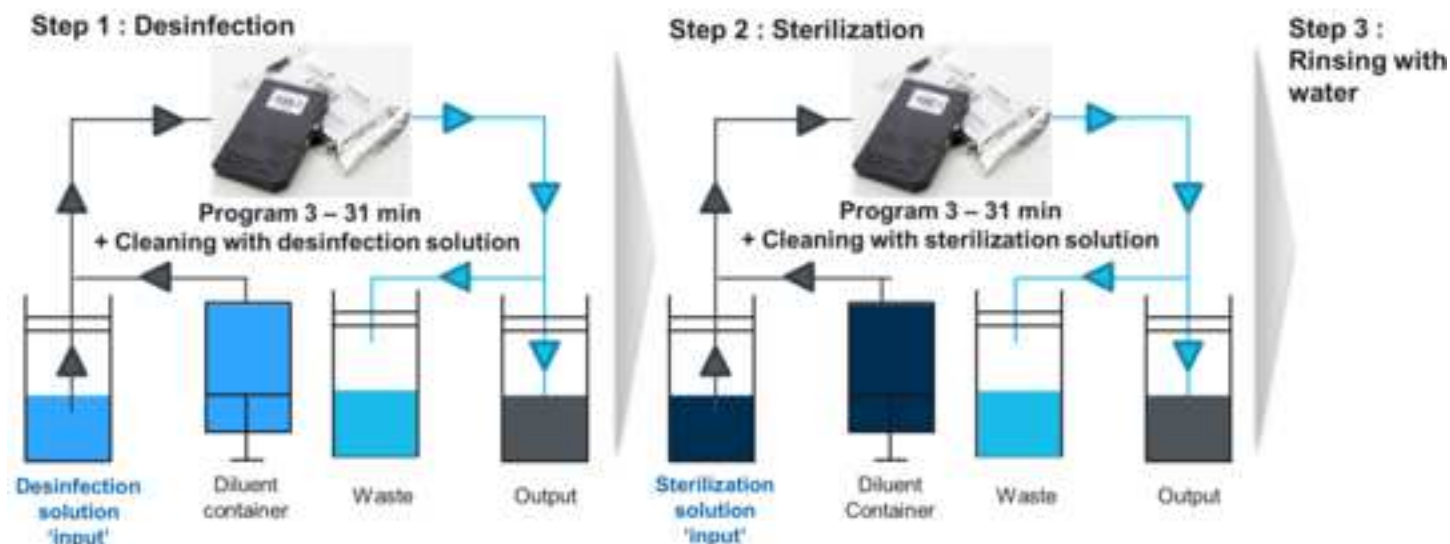 Step 1 : Desinfection
Program 3 – 31 min
+ Cleaning with desinfection solution
Desinfection
solution
'input'
Diluent
container
Waste
Output
Step 2 : Sterilization
Program 3 – 31 min
+ Cleaning with sterilization solution
Sterilization
solution
'input'
Diluent
Container
Waste
Output
Step 3 :
Rinsing with
water